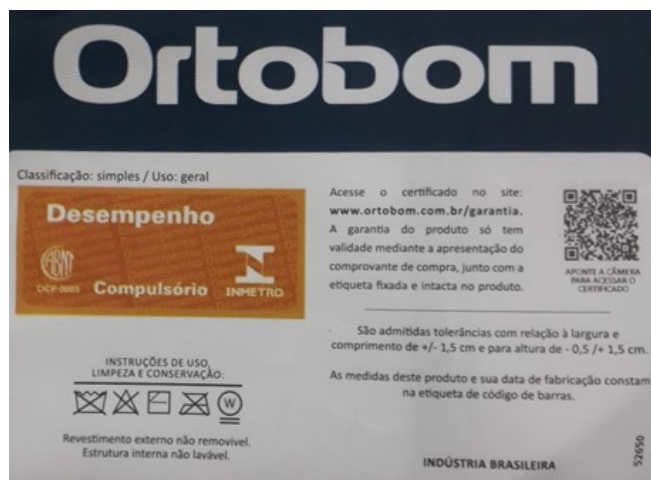 Ortobom
Classificação: simples / Uso: geral
Desempenho
ABNT
DCP-0005
Compulsório
INMETRO
INSTRUÇÕES DE USO,
LIMPEZA E CONSERVAÇÃO:
W
Revestimento externo não removível.
Estrutura interna não lavável.
Acesse o certificado no site:
www.ortobom.com.br/garantia.
A garantia do produto só tem
validade mediante a apresentação do
comprovante de compra, junto com a
etiqueta fixada e intacta no produto.
APONTE A CÂMERA
PARA ACESSAR O
CERTIFICADO
São admitidas tolerâncias com relação à largura e
comprimento de +/- 1,5 cm e para altura de - 0,5 /+ 1,5 cm.
As medidas deste produto e sua data de fabricação constam
na etiqueta de código de barras.
INDÚSTRIA BRASILEIRA
52650